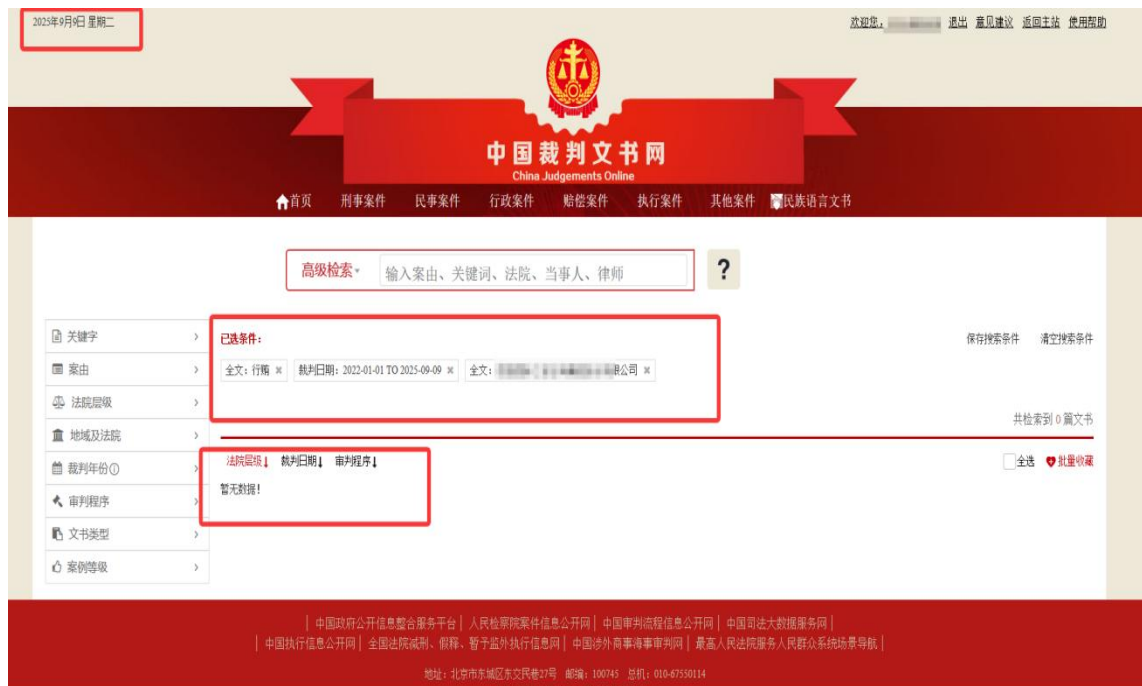 2025年9月9日 星期二
欢迎您， 退出 意见建议 返回主站 使用帮助
中国裁判文书网
China Judgements Online
首页 刑事案件 民事案件 行政案件 赔偿案件 执行案件 其他案件 民族语言文书
高级检索 输入案由、关键词、法院、当事人、律师 ?
关键字
案由
法院层级
地域及法院
裁判年份
审判程序
文书类型
案例等级
已选条件：
保存搜索条件 清空搜索条件
全文：行贿 × 裁判日期：2022-01-01 TO 2025-09-09 × 全文： 限公司 ×
共检索到 0 篇文书
法院层级↓ 裁判日期↓ 审判程序↓
全选 批量收藏
暂无数据！
| 中国政府公开信息整合服务平台 | 人民检察院案件信息公开网 | 中国审判流程信息公开网 | 中国司法大数据服务网 |
| 中国执行信息公开网 | 全国法院减刑、假释、暂予监外执行信息网 | 中国涉外商事海事审判网 | 最高人民法院服务人民群众系统场景导航 |
地址：北京市东城区东交民巷27号 邮编：100745 总机：010-67550114